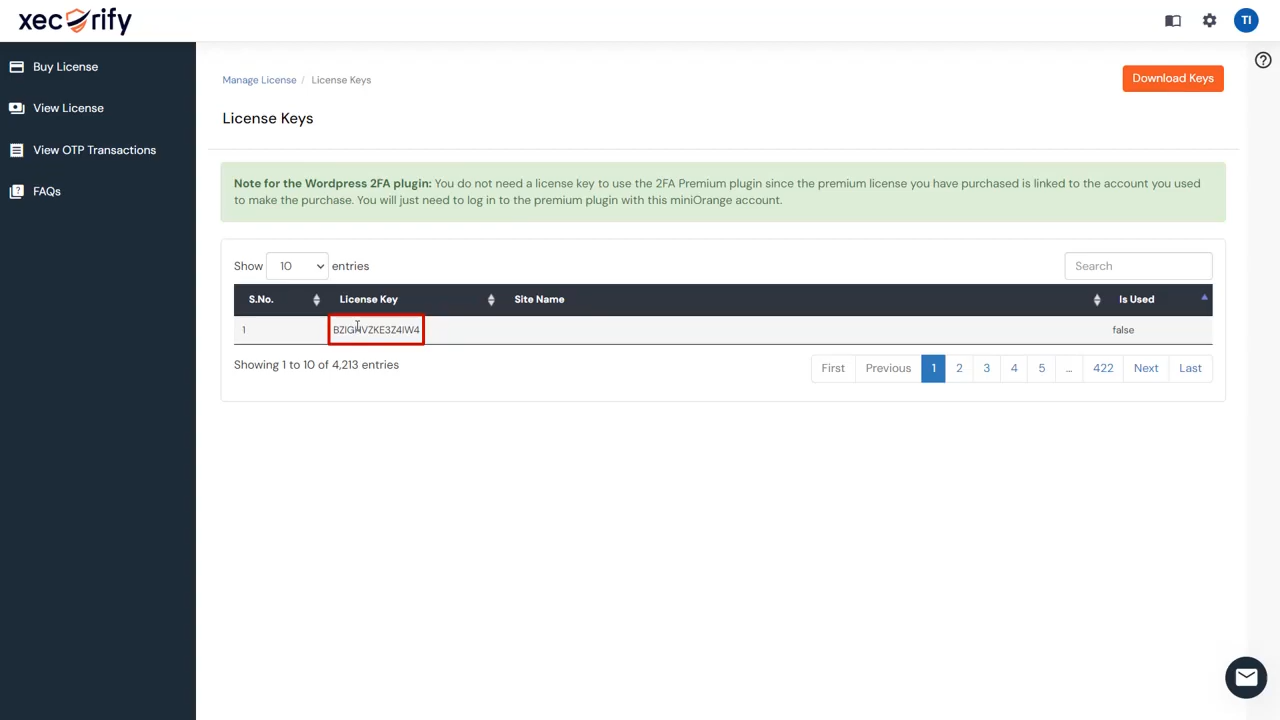 xecurify
TI
Buy License
View License
View OTP Transactions
FAQs
Manage License / License Keys
Download Keys
License Keys
Note for the Wordpress 2FA plugin: You do not need a license key to use the 2FA Premium plugin since the premium license you have purchased is linked to the account you used
to make the purchase. You will just need to log in to the premium plugin with this miniOrange account.
Show 10 entries
Search
S.No. License Key Site Name Is Used
1 BZIGHVZKE3Z4IW4 false
Showing 1 to 10 of 4,213 entries
First Previous 1 2 3 4 5 … 422 Next Last